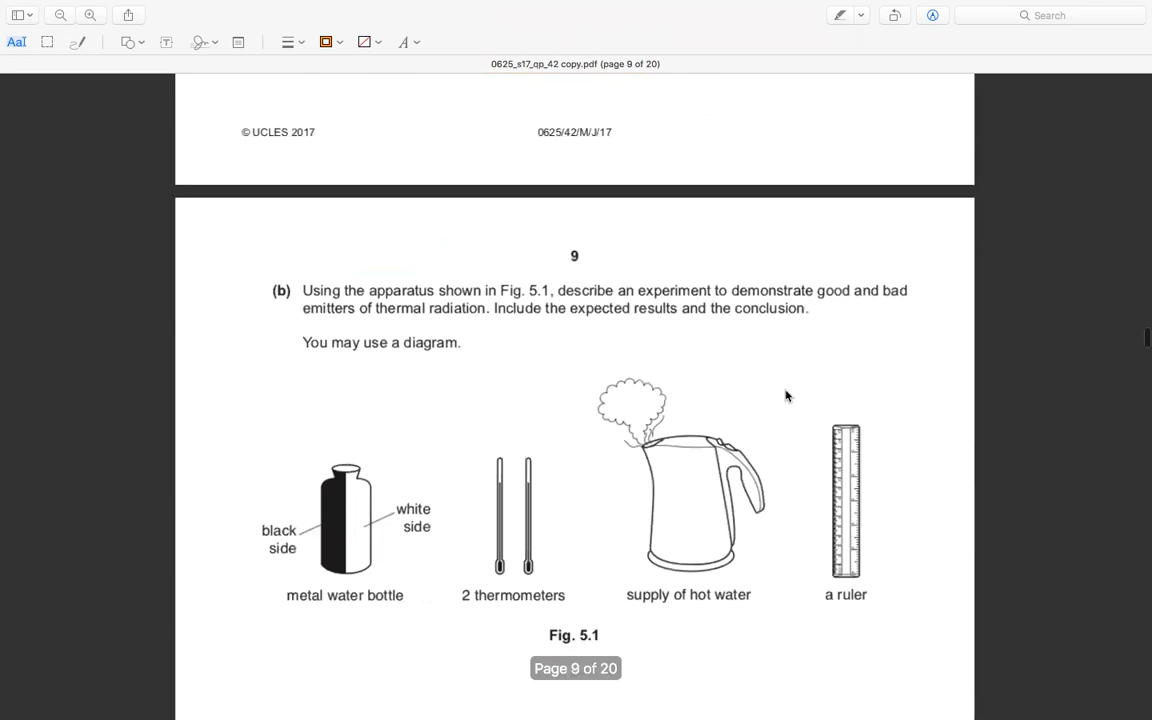 Search
AaI
T
A
0625_s17_qp_42 copy.pdf (page 9 of 20)
© UCLES 2017
0625/42/M/J/17
9
(b) Using the apparatus shown in Fig. 5.1, describe an experiment to demonstrate good and bad
emitters of thermal radiation. Include the expected results and the conclusion.
You may use a diagram.
black
side
white
side
metal water bottle
2 thermometers
supply of hot water
a ruler
Fig. 5.1
Page 9 of 20